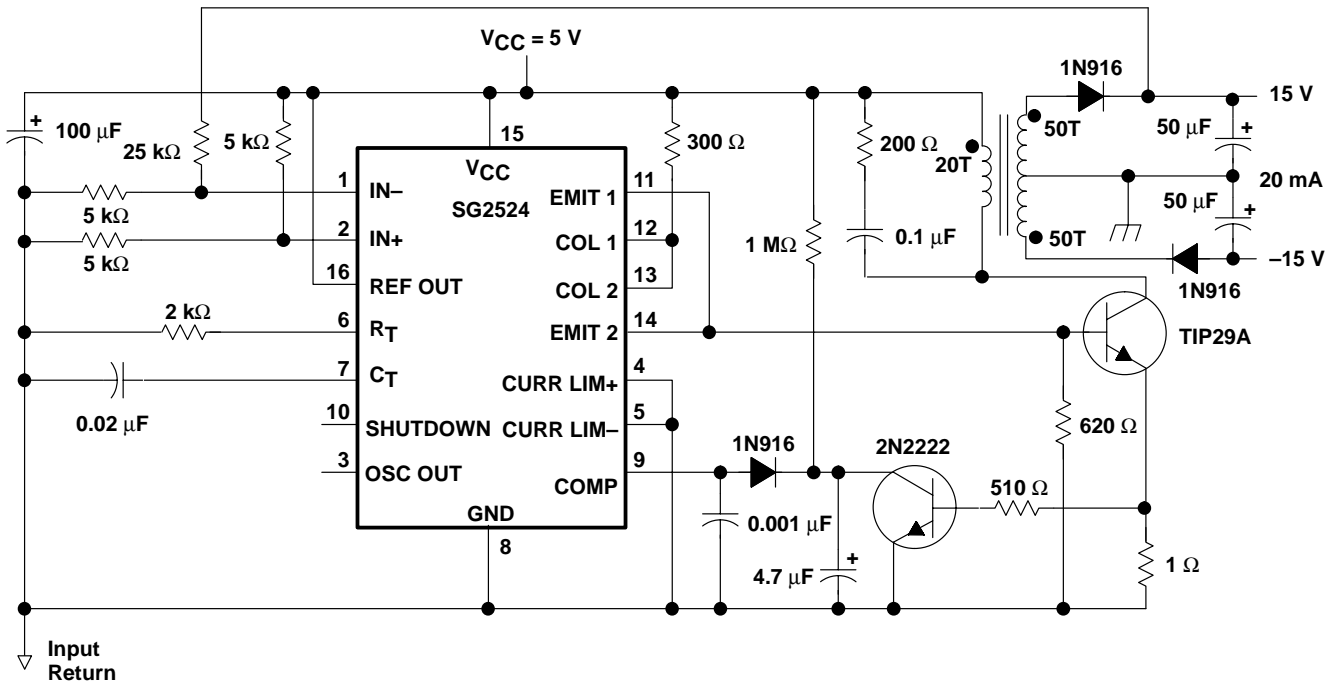 VCC = 5 V
1N916
15 V
100 µF
25 kΩ
5 kΩ
15
300 Ω
200 Ω
20T
50T
50 µF
VCC
SG2524
1
IN–
EMIT 1
11
20 mA
5 kΩ
2
IN+
COL 1
12
1 MΩ
0.1 µF
50 µF
5 kΩ
50T
–15 V
16
REF OUT
COL 2
13
1N916
2 kΩ
6
RT
EMIT 2
14
TIP29A
7
CT
CURR LIM+
4
0.02 µF
10
SHUTDOWN
CURR LIM–
5
620 Ω
1N916
2N2222
3
OSC OUT
COMP
9
510 Ω
GND
0.001 µF
8
4.7 µF
1 Ω
Input
Return
+
+
+
+